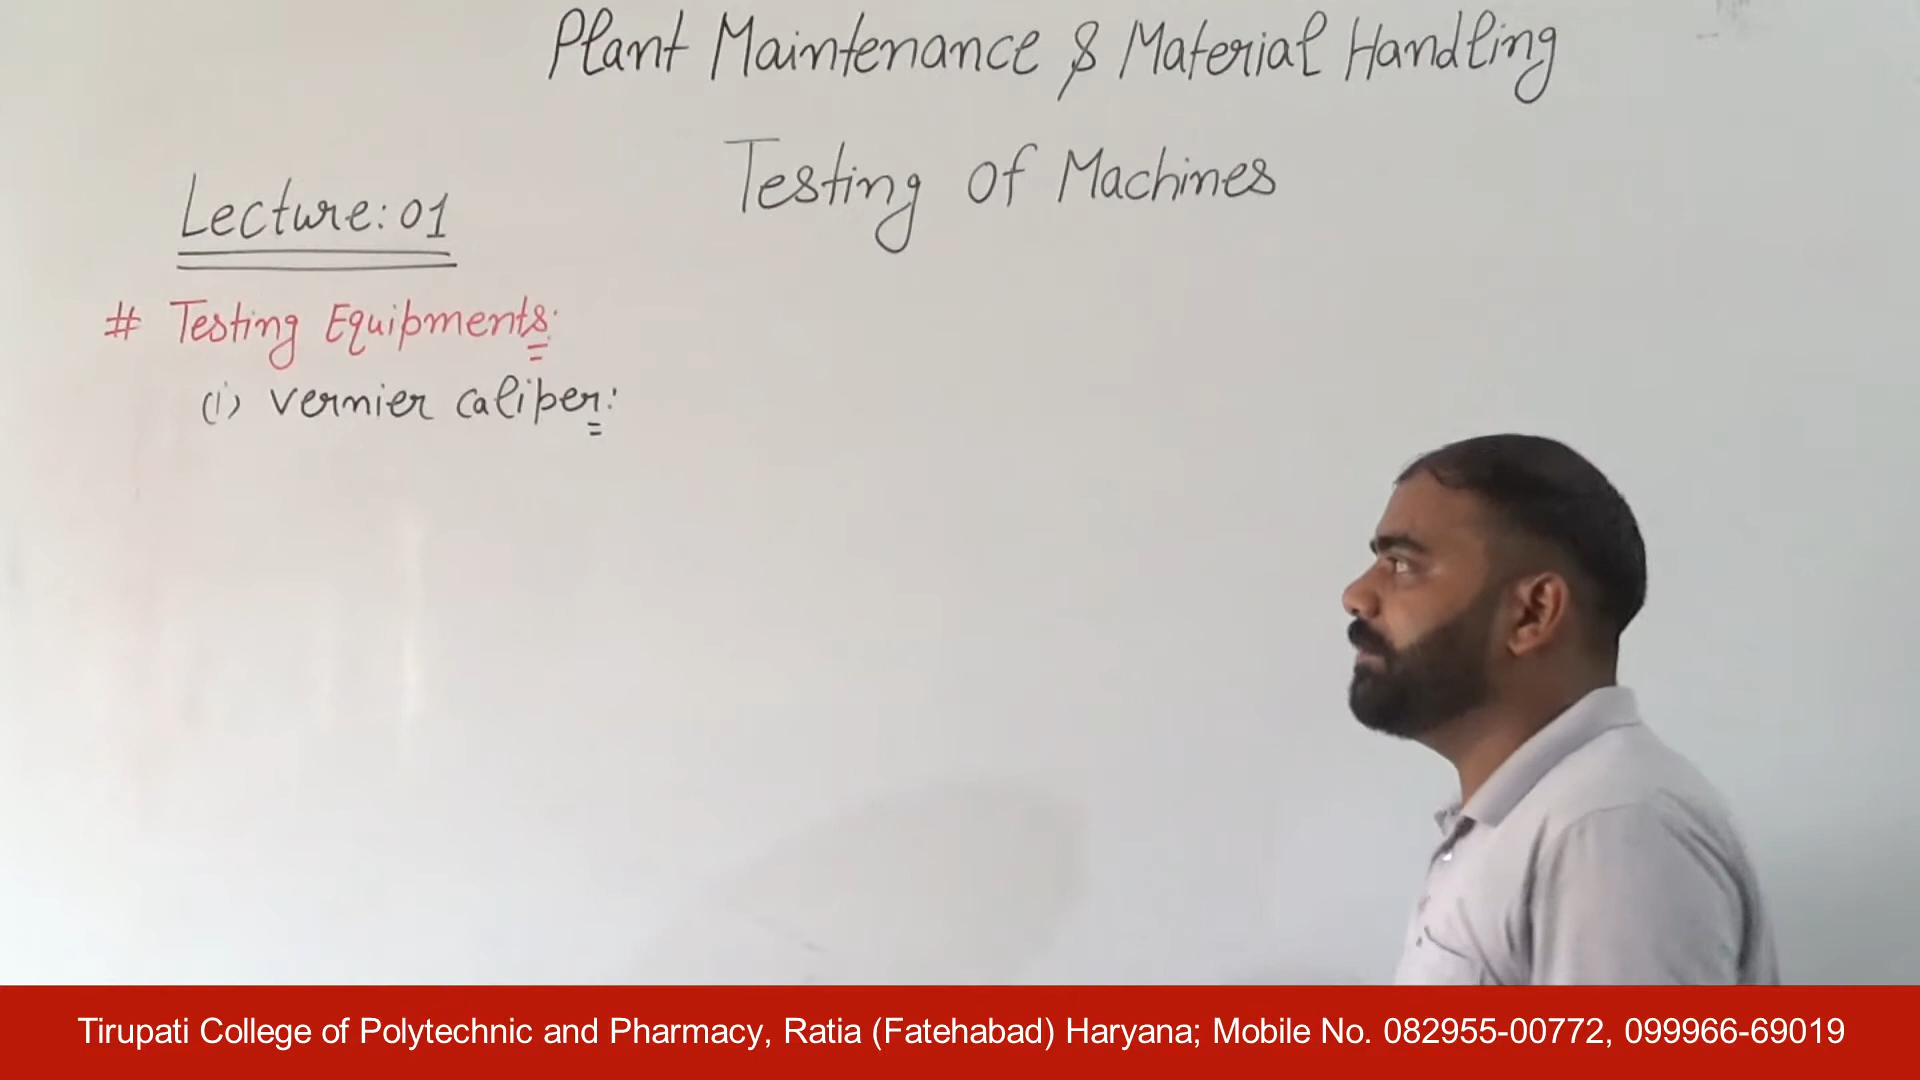 Plant Maintenance & Material Handling
Testing of Machines
Lecture: 01
# Testing Equipments:
(i) vernier caliper:
Tirupati College of Polytechnic and Pharmacy, Ratia (Fatehabad) Haryana; Mobile No. 082955-00772, 099966-69019